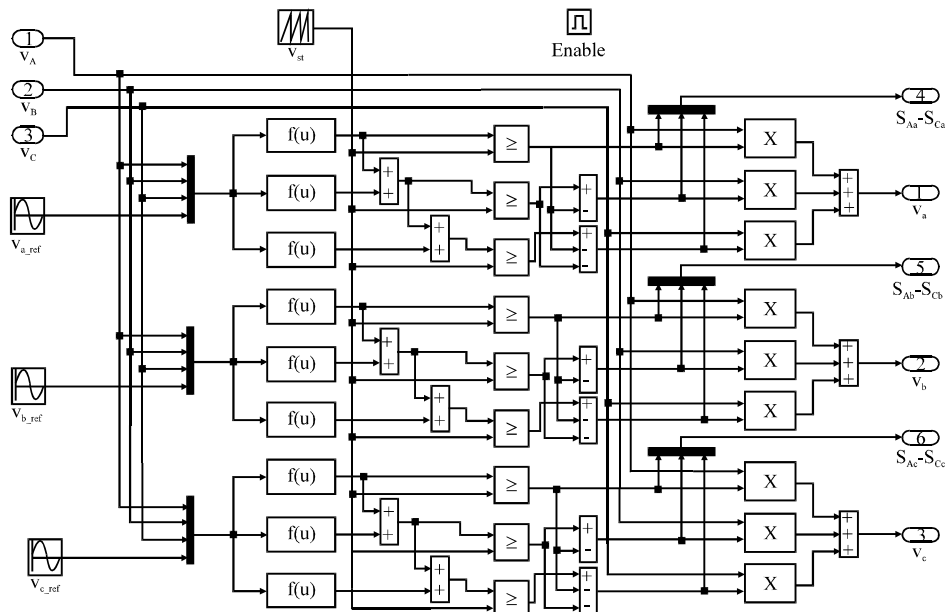 1
v_A
2
v_B
3
v_C
v_st
Enable
4
S_Aa-S_Ca
f(u)
≥
X
+
+
f(u)
≥
+
-
X
+
+
+
1
v_a
v_a_ref
f(u)
+
+
≥
+
-
-
X
5
S_Ab-S_Cb
f(u)
≥
X
+
+
f(u)
≥
+
-
X
+
+
+
2
v_b
v_b_ref
f(u)
+
+
≥
+
-
-
X
6
S_Ac-S_Cc
f(u)
≥
X
+
+
f(u)
≥
+
-
X
+
+
+
3
v_c
v_c_ref
f(u)
+
+
≥
+
-
-
X